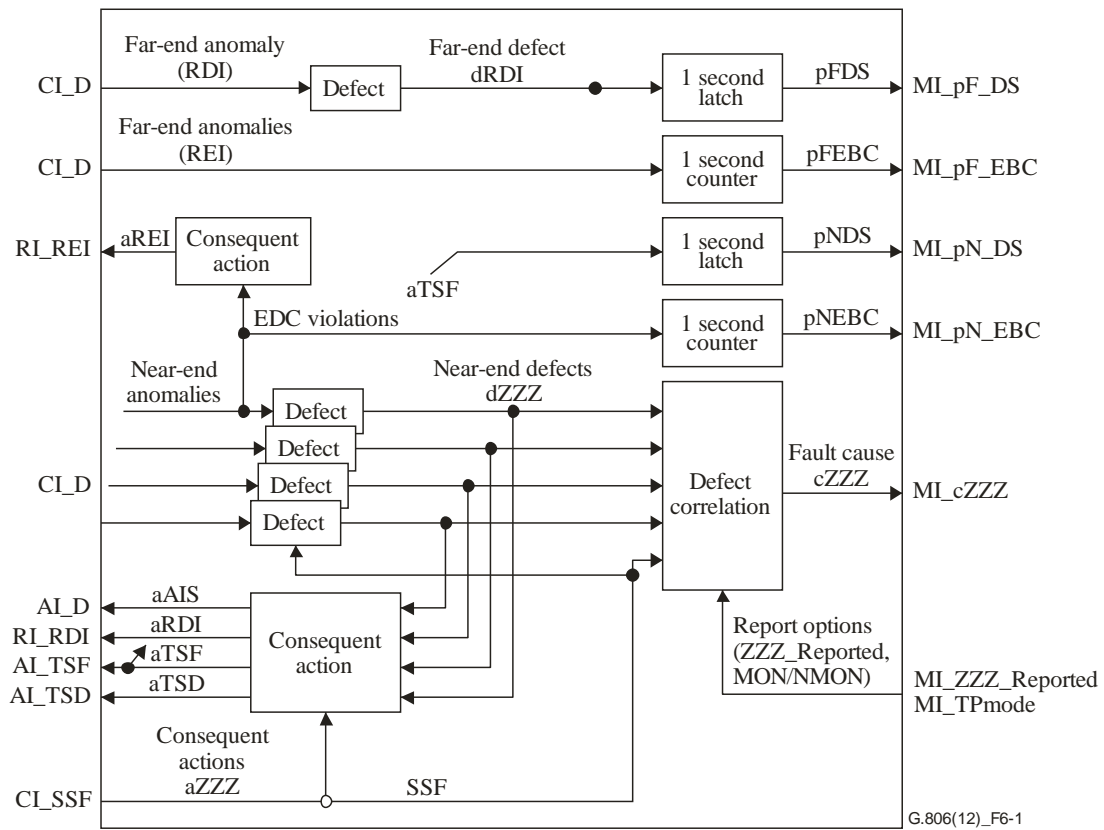 Far-end anomaly
(RDI)
Far-end defect
dRDI
CI_D
Defect
1 second
latch
pFDS
MI_pF_DS
Far-end anomalies
(REI)
CI_D
1 second
counter
pFEBC
MI_pF_EBC
RI_REI
aREI
Consequent
action
aTSF
1 second
latch
pNDS
MI_pN_DS
EDC violations
1 second
counter
pNEBC
MI_pN_EBC
Near-end
anomalies
Near-end defects
dZZZ
Defect
Defect
Defect
Defect
CI_D
Defect
correlation
Fault cause
cZZZ
MI_cZZZ
AI_D
aAIS
RI_RDI
aRDI
AI_TSF
aTSF
AI_TSD
aTSD
Consequent
action
Report options
(ZZZ_Reported,
MON/NMON)
MI_ZZZ_Reported
MI_TPmode
Consequent
actions
aZZZ
CI_SSF
SSF
G.806(12)_F6-1